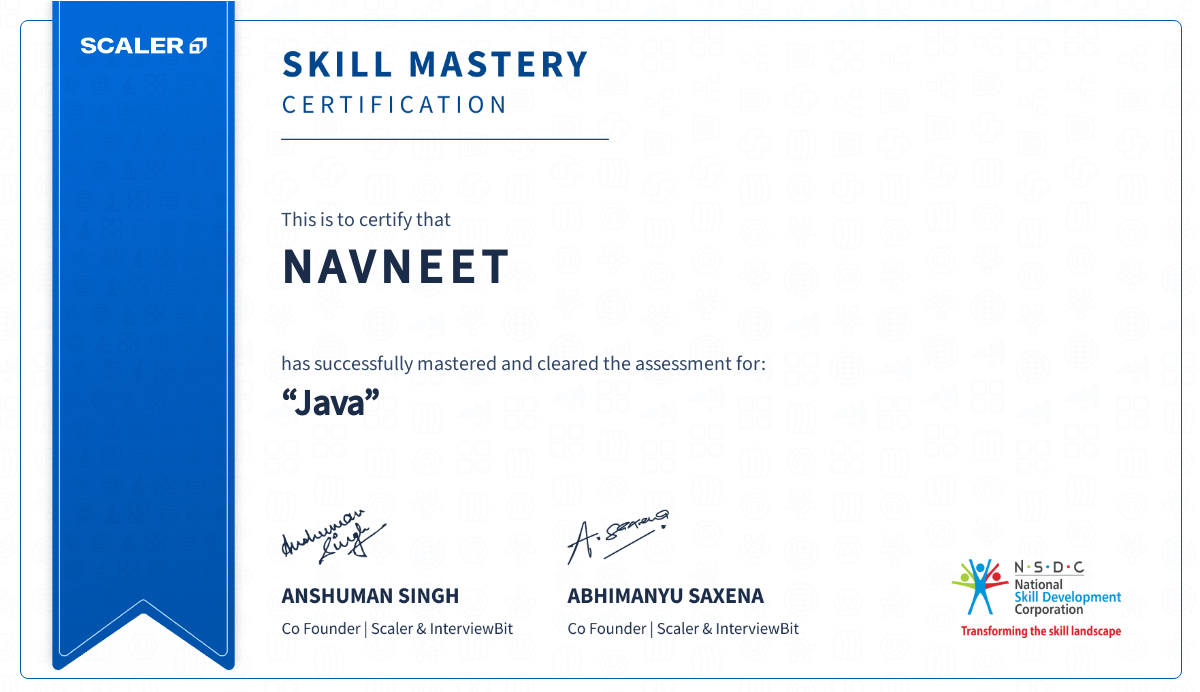 SCALER
SKILL MASTERY
CERTIFICATION
This is to certify that
NAVNEET
has successfully mastered and cleared the assessment for:
“Java”
Anshuman
Singh
A. Saxena
ANSHUMAN SINGH
Co Founder | Scaler & InterviewBit
ABHIMANYU SAXENA
Co Founder | Scaler & InterviewBit
N·S·D·C
National
Skill Development
Corporation
Transforming the skill landscape